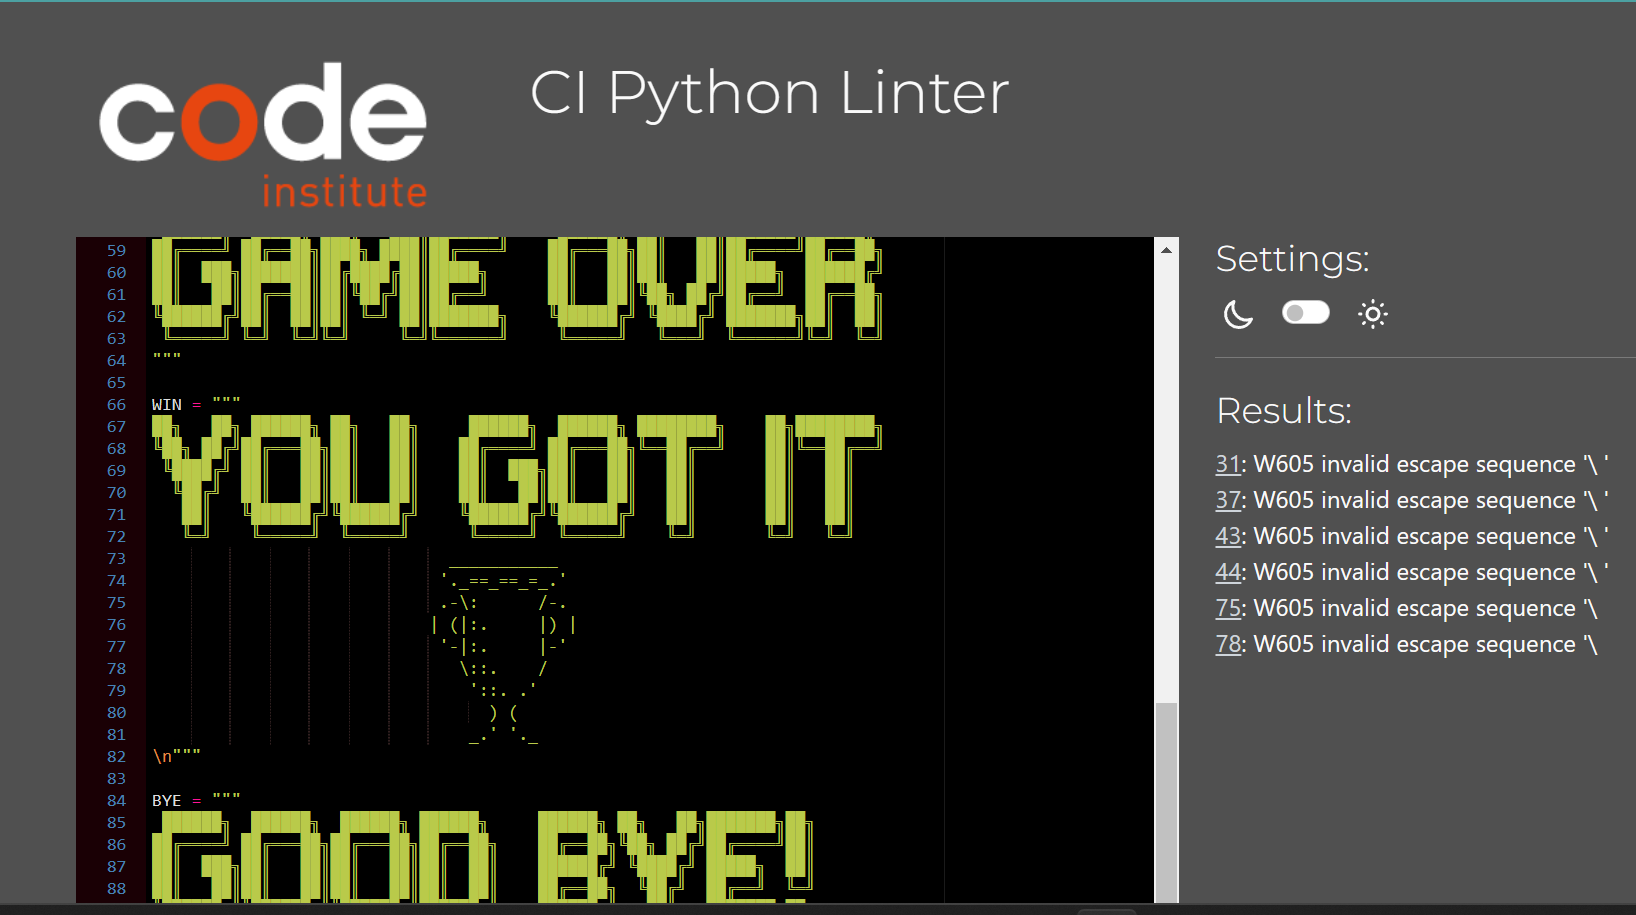 code
institute
CI Python Linter
59
60
61
62
63
64 """
65
66 WIN = """
67
68
69
70
71
72
73 ___________
74 '._==_==_=_.'
75 .-\:      /-.
76 | (|:.     |) |
77 '-|:.     |-'
78 \::.    /
79 '::. .'
80 ) (
81 _.' '._
82 \n"""
83
84 BYE = """
85
86
87
88
GAME OVER
YOU GOT IT
GOOD BYE!
Settings:
Results:
31: W605 invalid escape sequence '\ '
37: W605 invalid escape sequence '\ '
43: W605 invalid escape sequence '\ '
44: W605 invalid escape sequence '\ '
75: W605 invalid escape sequence '\
78: W605 invalid escape sequence '\